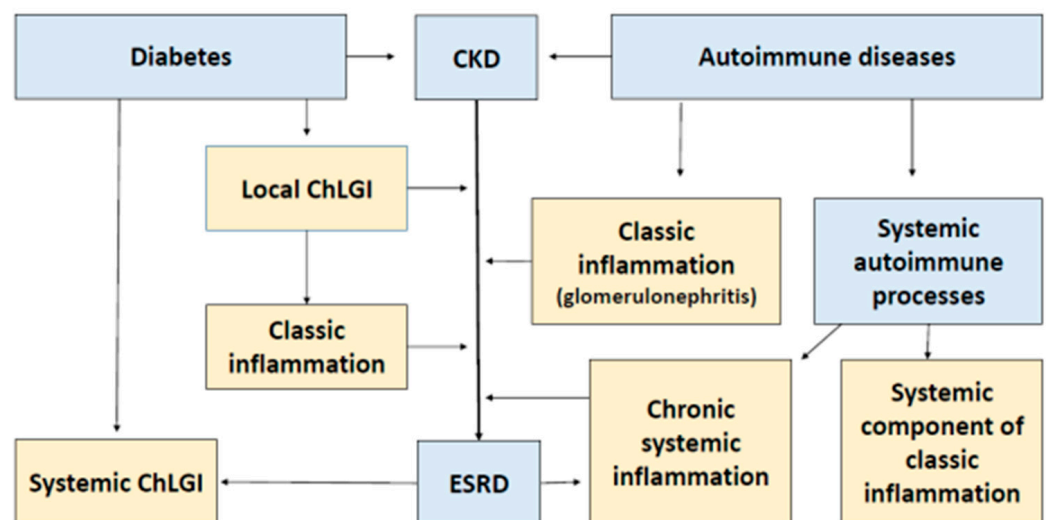 Diabetes
CKD
Autoimmune diseases
Local ChLGI
Classic
inflammation
(glomerulonephritis)
Systemic
autoimmune
processes
Classic
inflammation
Chronic
systemic
inflammation
Systemic
component of
classic
inflammation
Systemic ChLGI
ESRD